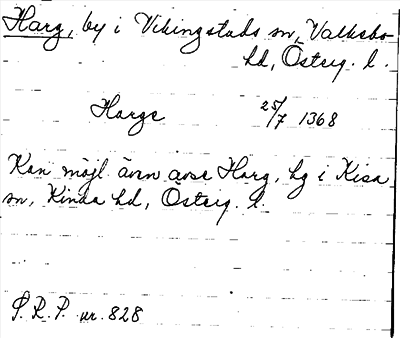 Harg, by i Vikingstads sn, Valkebo
hd, Österg. l.
Harge 25/7 1368
Kan möjl även avse Harg, hg i Kisa
sn, Kinda hd, Österg. l.
S.R.P. nr. 828